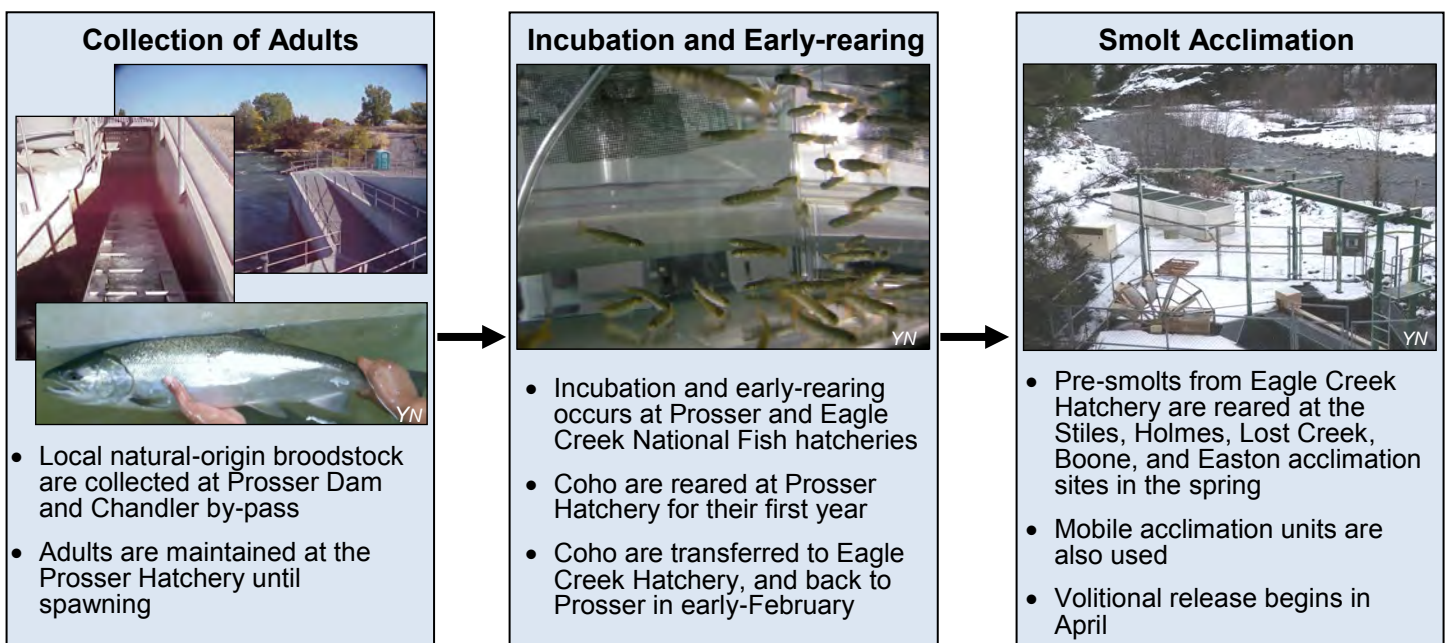 Collection of Adults
YN
• Local natural-origin broodstock
are collected at Prosser Dam
and Chandler by-pass
• Adults are maintained at the
Prosser Hatchery until
spawning
Incubation and Early-rearing
YN
• Incubation and early-rearing
occurs at Prosser and Eagle
Creek National Fish hatcheries
• Coho are reared at Prosser
Hatchery for their first year
• Coho are transferred to Eagle
Creek Hatchery, and back to
Prosser in early-February
Smolt Acclimation
YN
• Pre-smolts from Eagle Creek
Hatchery are reared at the
Stiles, Holmes, Lost Creek,
Boone, and Easton acclimation
sites in the spring
• Mobile acclimation units are
also used
• Volitional release begins in
April